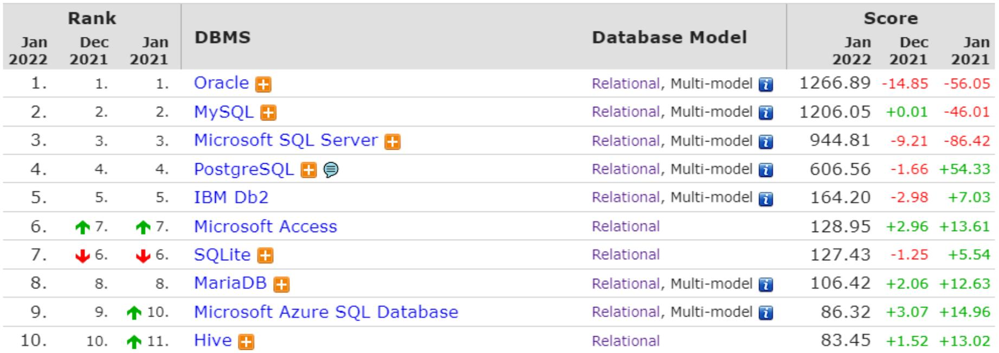 Rank Score
DBMS Database Model
Jan Dec Jan Jan Dec Jan
2022 2021 2021 2022 2021 2021
1. 1. 1. Oracle Relational, Multi-model 1266.89 -14.85 -56.05
2. 2. 2. MySQL Relational, Multi-model 1206.05 +0.01 -46.01
3. 3. 3. Microsoft SQL Server Relational, Multi-model 944.81 -9.21 -86.42
4. 4. 4. PostgreSQL Relational, Multi-model 606.56 -1.66 +54.33
5. 5. 5. IBM Db2 Relational, Multi-model 164.20 -2.98 +7.03
6. 7. 7. Microsoft Access Relational 128.95 +2.96 +13.61
7. 6. 6. SQLite Relational 127.43 -1.25 +5.54
8. 8. 8. MariaDB Relational, Multi-model 106.42 +2.06 +12.63
9. 9. 10. Microsoft Azure SQL Database Relational, Multi-model 86.32 +3.07 +14.96
10. 10. 11. Hive Relational 83.45 +1.52 +13.02